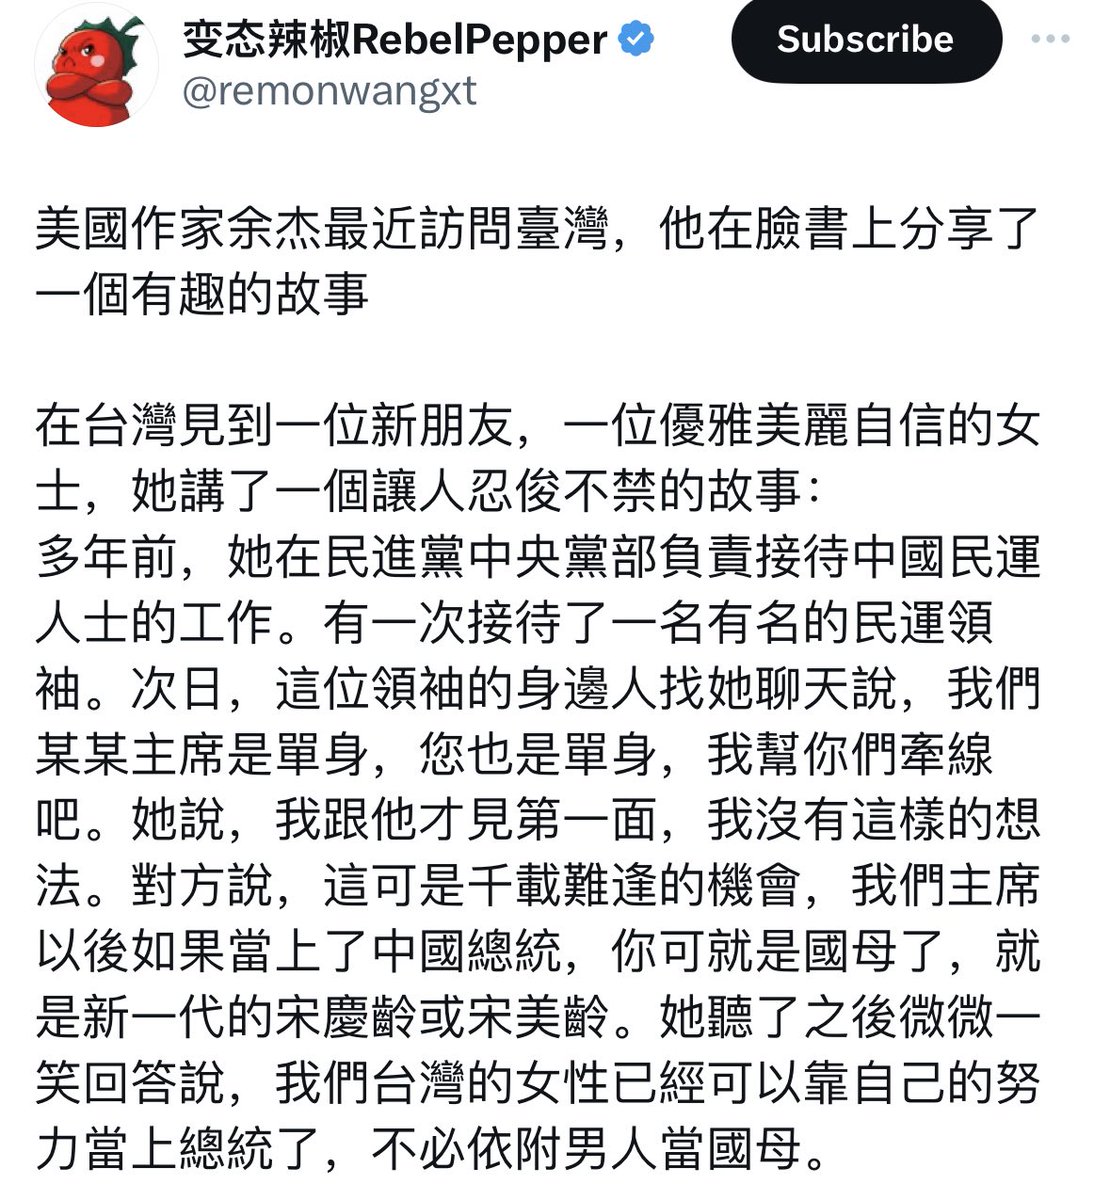 变态辣椒RebelPepper
Subscribe
@remonwangxt
美國作家余杰最近訪問臺灣，他在臉書上分享了
一個有趣的故事
在台灣見到一位新朋友，一位優雅美麗自信的女
士，她講了一個讓人忍俊不禁的故事：
多年前，她在民進黨中央黨部負責接待中國民運
人士的工作。有一次接待了一名有名的民運領
袖。次日，這位領袖的身邊人找她聊天說，我們
某某主席是單身，您也是單身，我幫你們牽線
吧。她說，我跟他才見第一面，我沒有這樣的想
法。對方說，這可是千載難逢的機會，我們主席
以後如果當上了中國總統，你可就是國母了，就
是新一代的宋慶齡或宋美齡。她聽了之後微微一
笑回答說，我們台灣的女性已經可以靠自己的努
力當上總統了，不必依附男人當國母。